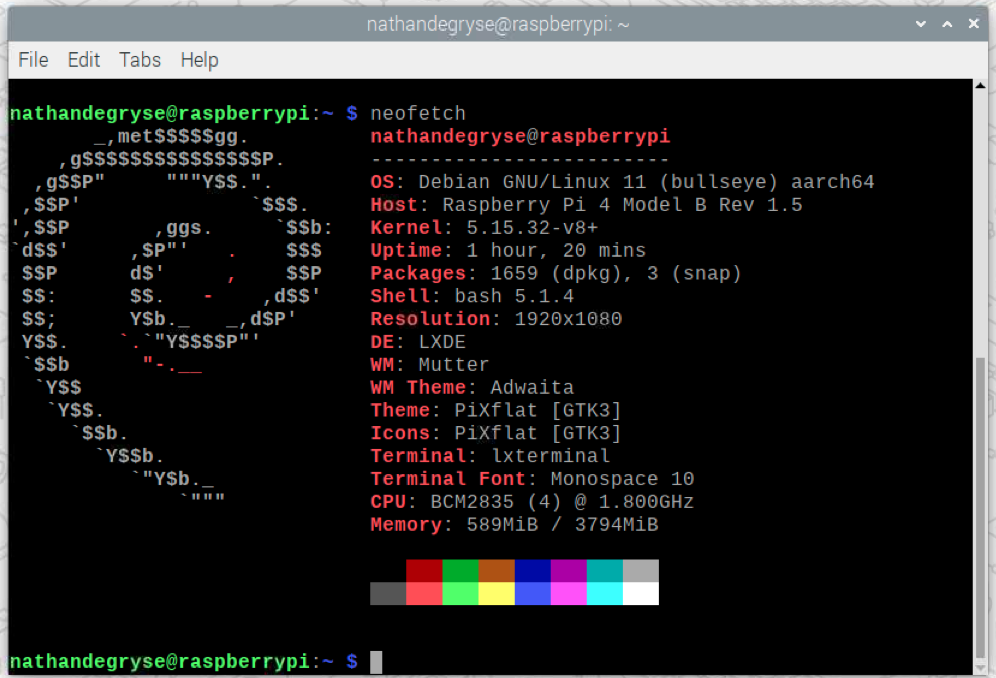 nathandegryse@raspberrypi: ~
File Edit Tabs Help
nathandegryse@raspberrypi:~ $ neofetch
       _,met$$$$$gg.          nathandegryse@raspberrypi
    ,g$$$$$$$$$$$$$$$P.       -------------------------
  ,g$$P"     """Y$$.".        OS: Debian GNU/Linux 11 (bullseye) aarch64
 ,$$P'              `$$$.     Host: Raspberry Pi 4 Model B Rev 1.5
',$$P       ,ggs.     `$$b:   Kernel: 5.15.32-v8+
`d$$'     ,$P"'   .    $$$    Uptime: 1 hour, 20 mins
 $$P      d$'     ,    $$P    Packages: 1659 (dpkg), 3 (snap)
 $$:      $$.   -    ,d$$'    Shell: bash 5.1.4
 $$;      Y$b._   _,d$P'      Resolution: 1920x1080
 Y$$.    `.`"Y$$$$P"'         DE: LXDE
 `$$b      "-.__              WM: Mutter
  `Y$$                        WM Theme: Adwaita
   `Y$$.                      Theme: PiXflat [GTK3]
     `$$b.                    Icons: PiXflat [GTK3]
       `Y$$b.                 Terminal: lxterminal
          `"Y$b._             Terminal Font: Monospace 10
              `"""            CPU: BCM2835 (4) @ 1.800GHz
                              Memory: 589MiB / 3794MiB
nathandegryse@raspberrypi:~ $